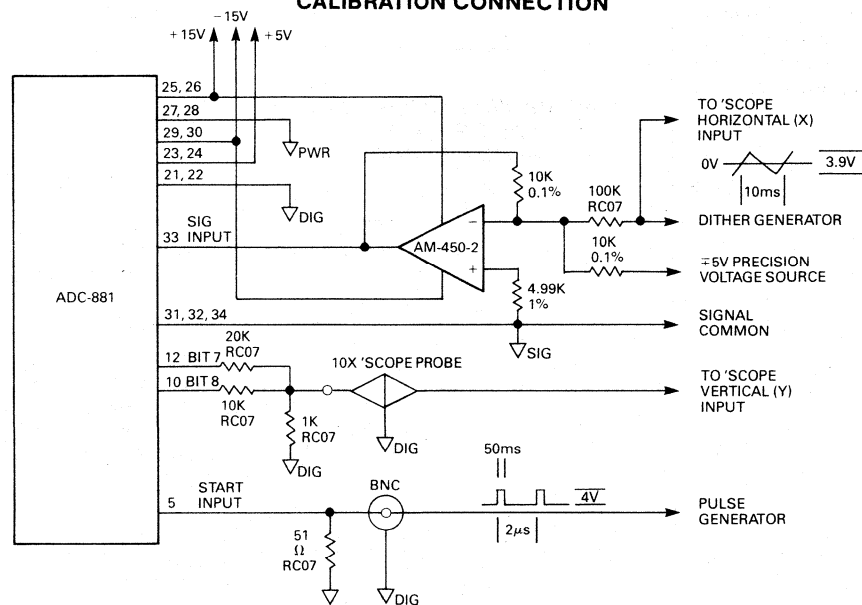 CALIBRATION CONNECTION
−15V
+15V
+5V
25, 26
27, 28
29, 30
23, 24
21, 22
PWR
DIG
SIG
INPUT
33
ADC-881
AM-450-2
−
+
10K
0.1%
100K
RC07
10K
0.1%
4.99K
1%
TO 'SCOPE
HORIZONTAL (X)
INPUT
0V
3.9V
10ms
DITHER GENERATOR
∓5V PRECISION
VOLTAGE SOURCE
SIGNAL
COMMON
31, 32, 34
SIG
20K
RC07
12 BIT 7
10 BIT 8
10K
RC07
1K
RC07
DIG
10X 'SCOPE PROBE
DIG
TO 'SCOPE
VERTICAL (Y)
INPUT
50ms
4V
2μs
START
INPUT
5
BNC
51
Ω
RC07
DIG
PULSE
GENERATOR